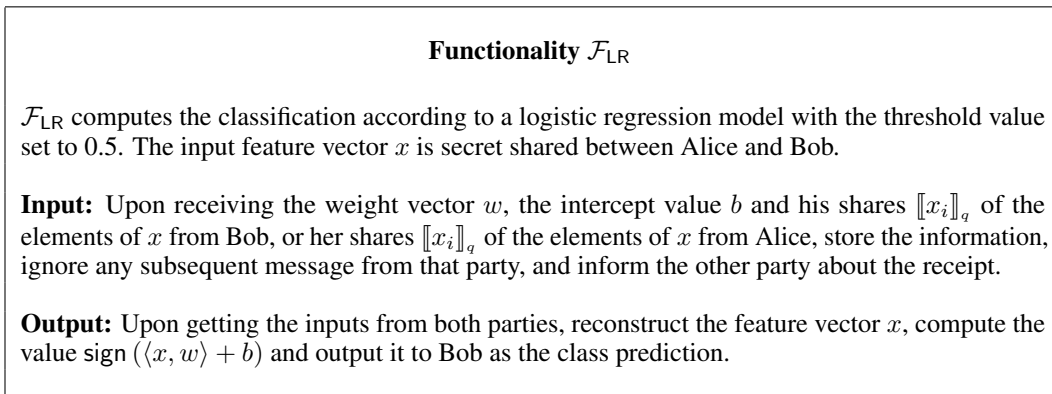 Functionality $\mathcal{F}_{\mathsf{LR}}$
$\mathcal{F}_{\mathsf{LR}}$ computes the classification according to a logistic regression model with the threshold value
set to 0.5. The input feature vector $x$ is secret shared between Alice and Bob.
Input: Upon receiving the weight vector $w$, the intercept value $b$ and his shares $[\![x_i]\!]_q$ of the
elements of $x$ from Bob, or her shares $[\![x_i]\!]_q$ of the elements of $x$ from Alice, store the information,
ignore any subsequent message from that party, and inform the other party about the receipt.
Output: Upon getting the inputs from both parties, reconstruct the feature vector $x$, compute the
value $\mathsf{sign}\,(\langle x, w \rangle + b)$ and output it to Bob as the class prediction.